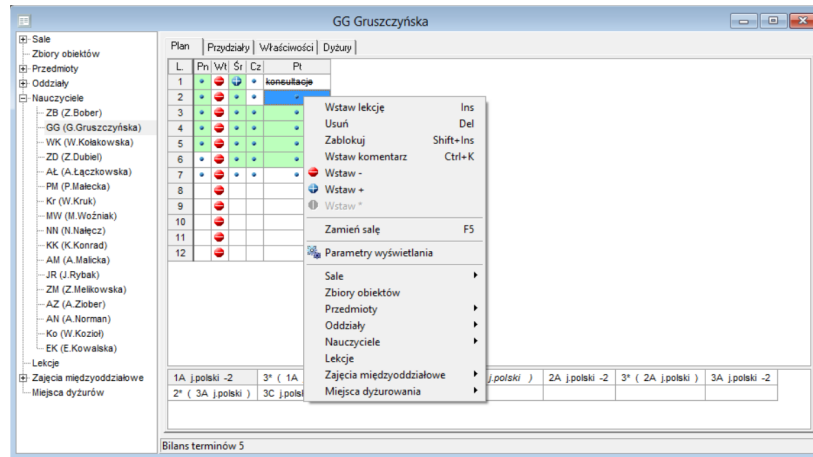 GG Gruszczyńska
Sale
Zbiory obiektów
Przedmioty
Oddziały
Nauczyciele
ZB (Z.Bober)
GG (G.Gruszczyńska)
WK (W.Kołakowska)
ZD (Z.Dubiel)
AŁ (A.Łączkowska)
PM (P.Małecka)
Kr (W.Kruk)
MW (M.Woźniak)
NN (N.Nałęcz)
KK (K.Konrad)
AM (A.Malicka)
JR (J.Rybak)
ZM (Z.Melikowska)
AZ (A.Ziober)
AN (A.Norman)
Ko (W.Kozioł)
EK (E.Kowalska)
Lekcje
Zajęcia międzyoddziałowe
Miejsca dyżurów
Plan Przydziały Właściwości Dyżury
L. Pn Wt Śr Cz Pt
1 konsultacje
2
3
4
5
6
7
8
9
10
11
12
Wstaw lekcję Ins
Usuń Del
Zablokuj Shift+Ins
Wstaw komentarz Ctrl+K
Wstaw -
Wstaw +
Wstaw *
Zamień salę F5
Parametry wyświetlania
Sale
Zbiory obiektów
Przedmioty
Oddziały
Nauczyciele
Lekcje
Zajęcia międzyoddziałowe
Miejsca dyżurowania
1A j.polski -2 3* ( 1A j.polski ) 2A j.polski -2 3* ( 2A j.polski ) 3A j.polski -2
2* ( 3A j.polski ) 3C j.polsl
Bilans terminów 5